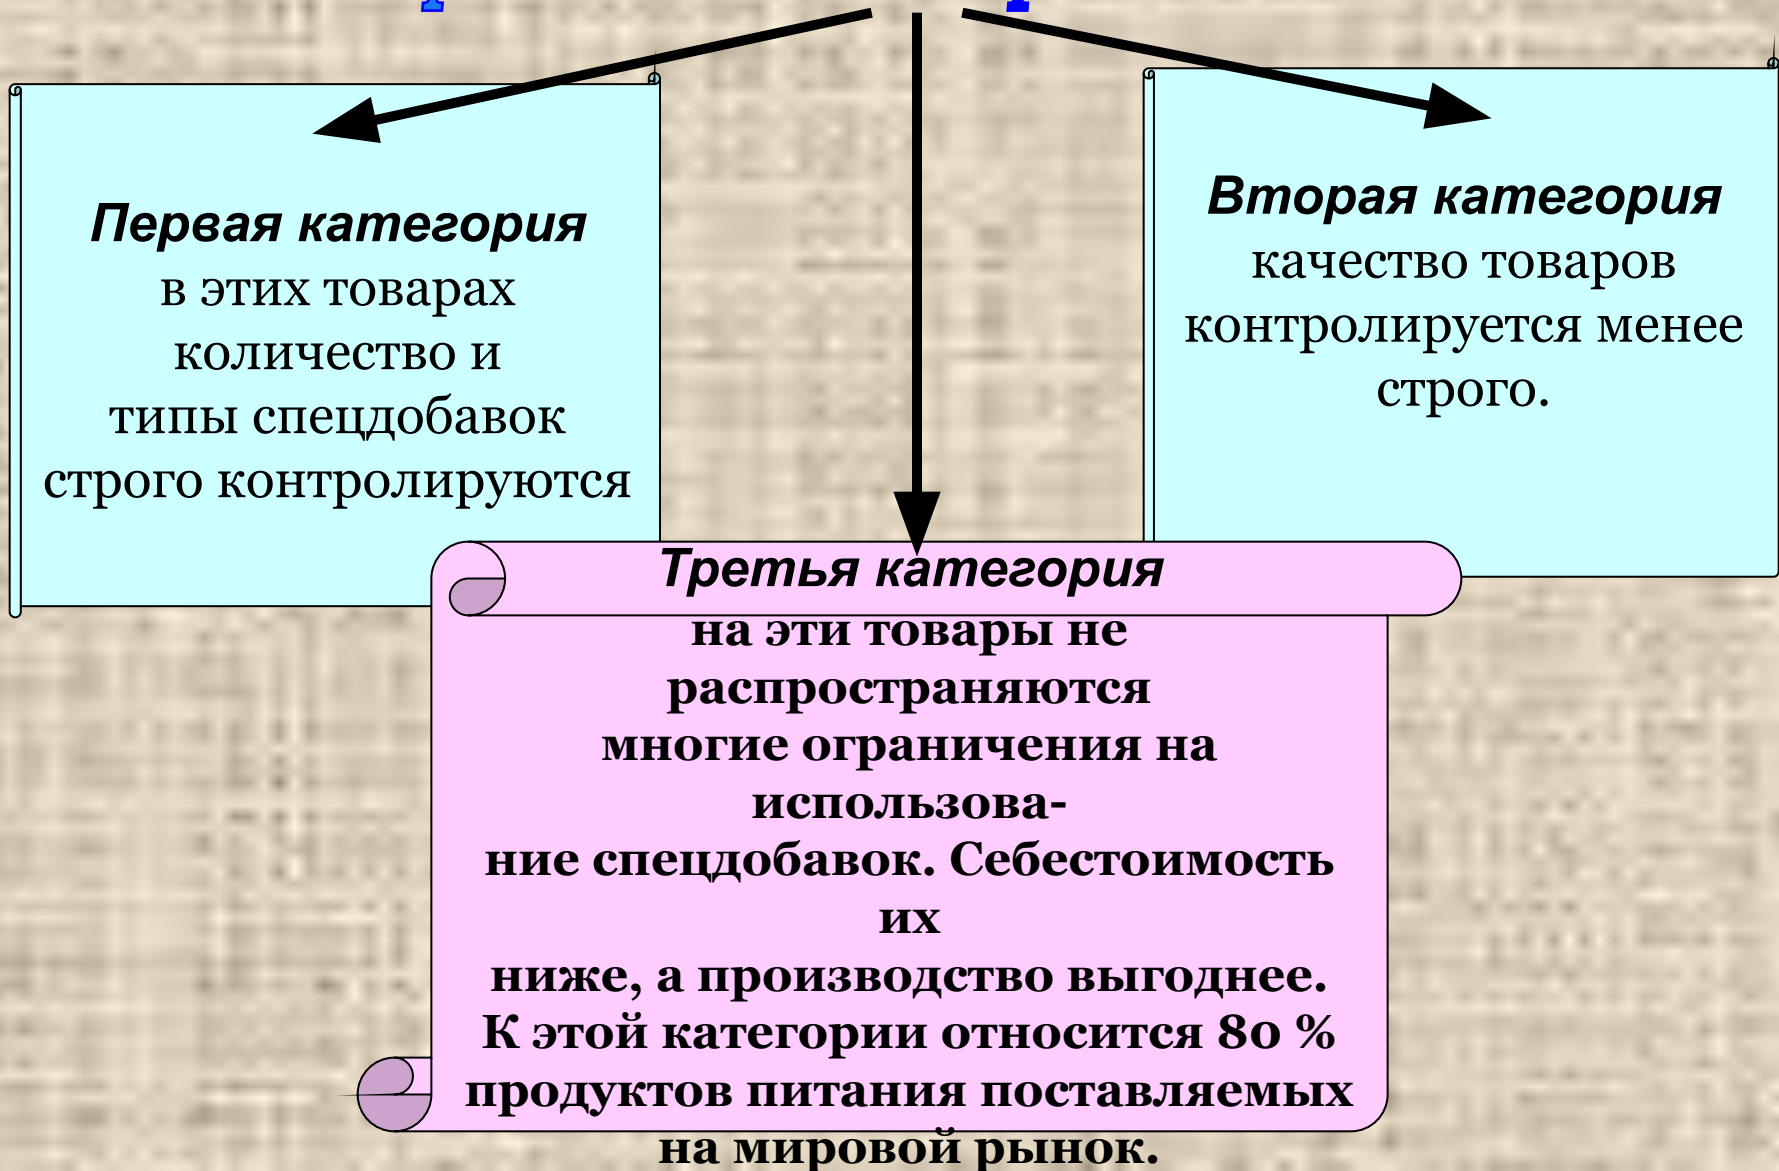 Первая категория
в этих товарах
количество и
типы спецдобавок
строго контролируются
Вторая категория
качество товаров
контролируется менее
строго.
Третья категория
на эти товары не
распространяются
многие ограничения на
использова-
ние спецдобавок. Себестоимость
их
ниже, а производство выгоднее.
К этой категории относится 80 %
продуктов питания поставляемых
на мировой рынок.